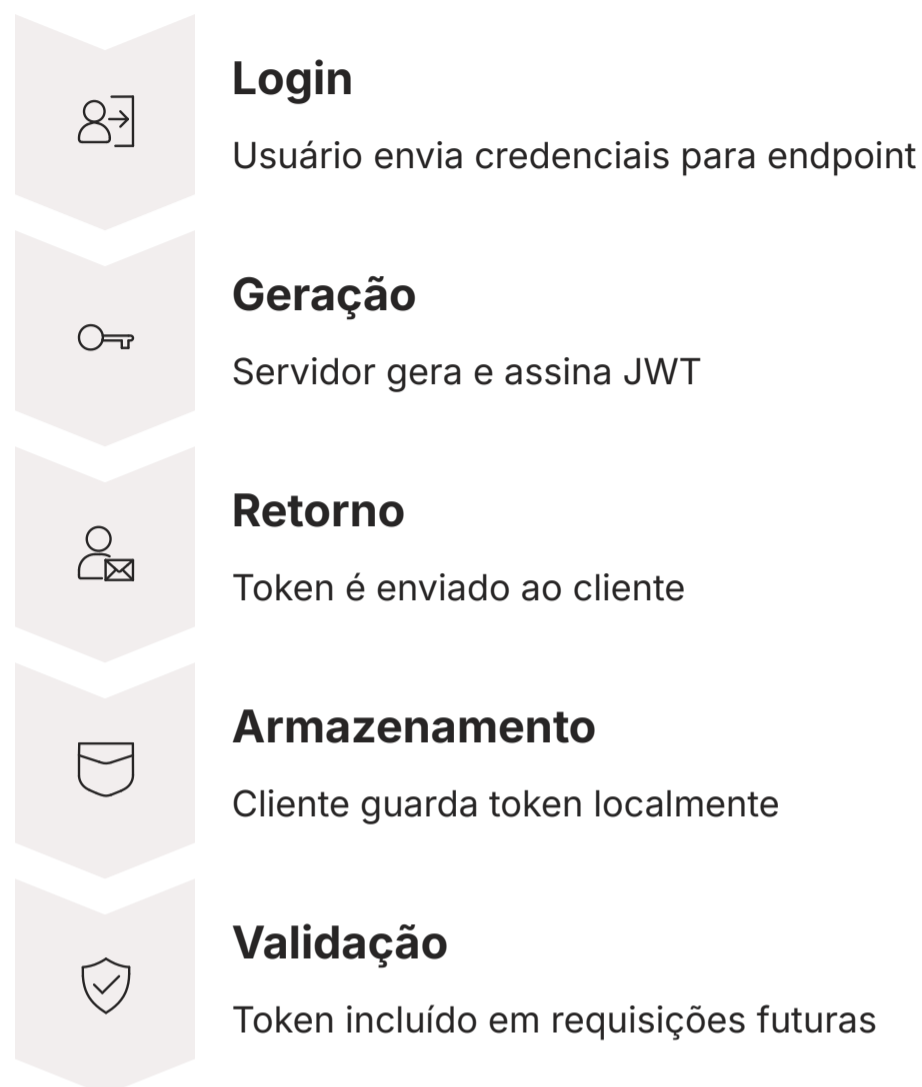 Login
Usuário envia credenciais para endpoint
Geração
Servidor gera e assina JWT
Retorno
Token é enviado ao cliente
Armazenamento
Cliente guarda token localmente
Validação
Token incluído em requisições futuras